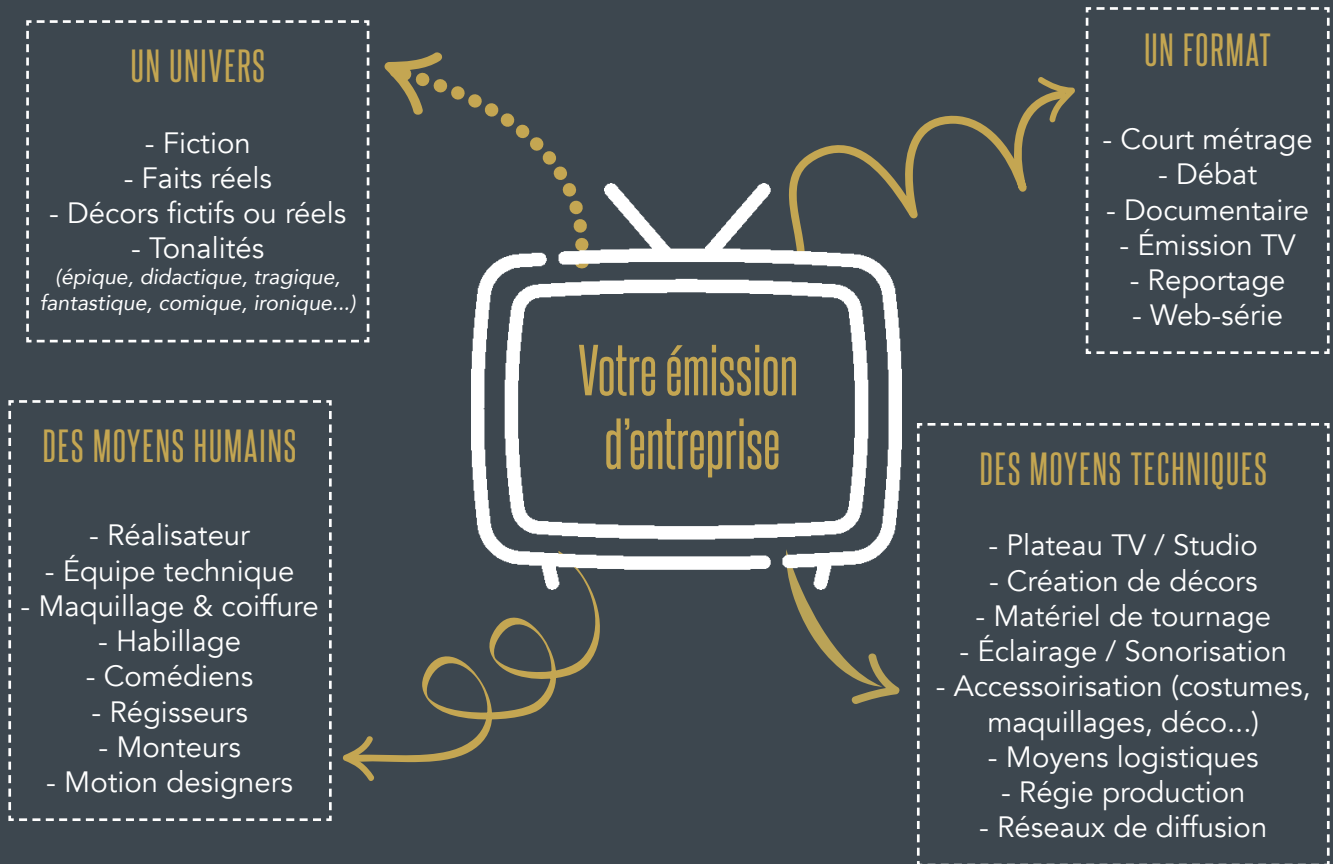 UN UNIVERS
- Fiction
- Faits réels
- Décors fictifs ou réels
- Tonalités
(épique, didactique, tragique,
fantastique, comique, ironique...)
UN FORMAT
- Court métrage
- Débat
- Documentaire
- Émission TV
- Reportage
- Web-série
Votre émission
d'entreprise
DES MOYENS HUMAINS
- Réalisateur
- Équipe technique
- Maquillage & coiffure
- Habillage
- Comédiens
- Régisseurs
- Monteurs
- Motion designers
DES MOYENS TECHNIQUES
- Plateau TV / Studio
- Création de décors
- Matériel de tournage
- Éclairage / Sonorisation
- Accessoirisation (costumes,
maquillages, déco...)
- Moyens logistiques
- Régie production
- Réseaux de diffusion